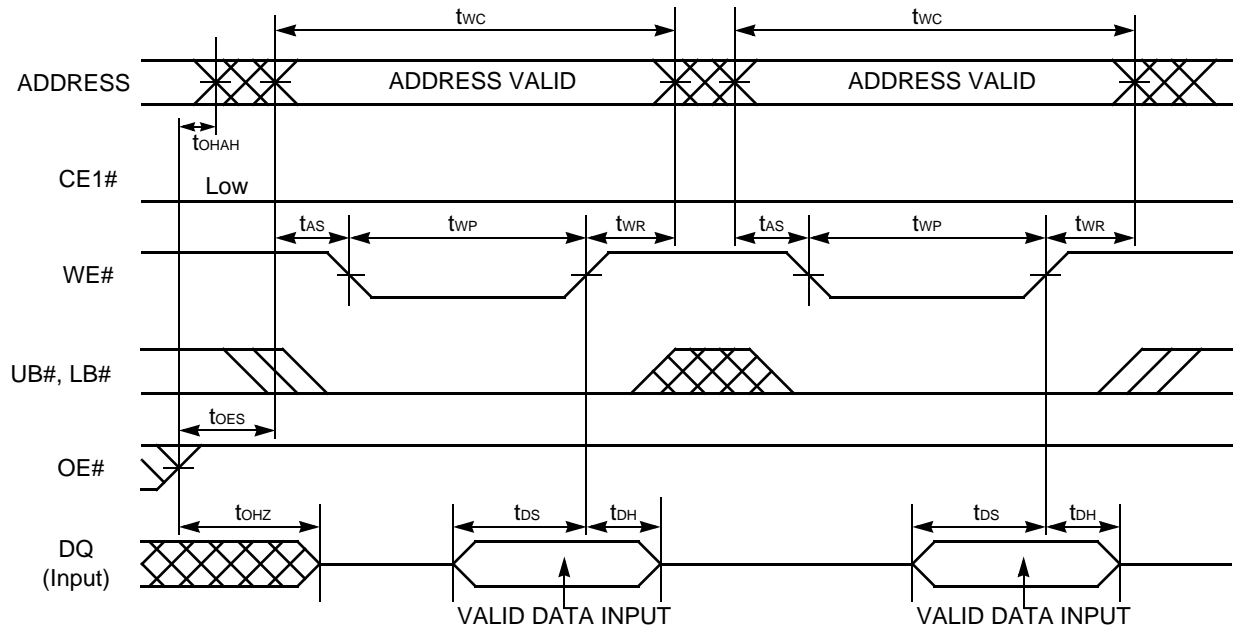 tWC tWC
ADDRESS ADDRESS VALID ADDRESS VALID
tOHAH
CE1# Low
tAS tWP tWR tAS tWP tWR
WE#
UB#, LB#
tOES
OE#
tOHZ tDS tDH tDS tDH
DQ
(Input)
VALID DATA INPUT VALID DATA INPUT